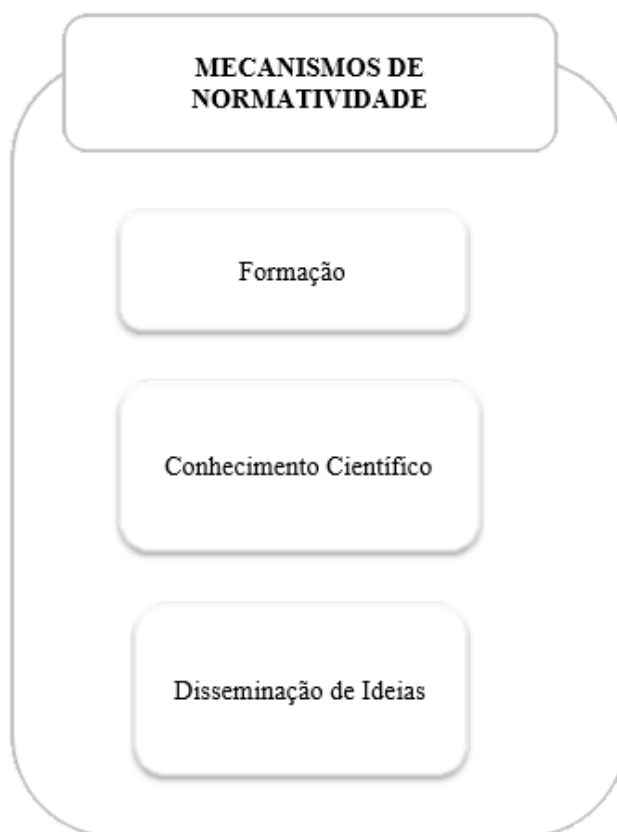 MECANISMOS DE
NORMATIVIDADE
Formação
Conhecimento Científico
Disseminação de Ideias